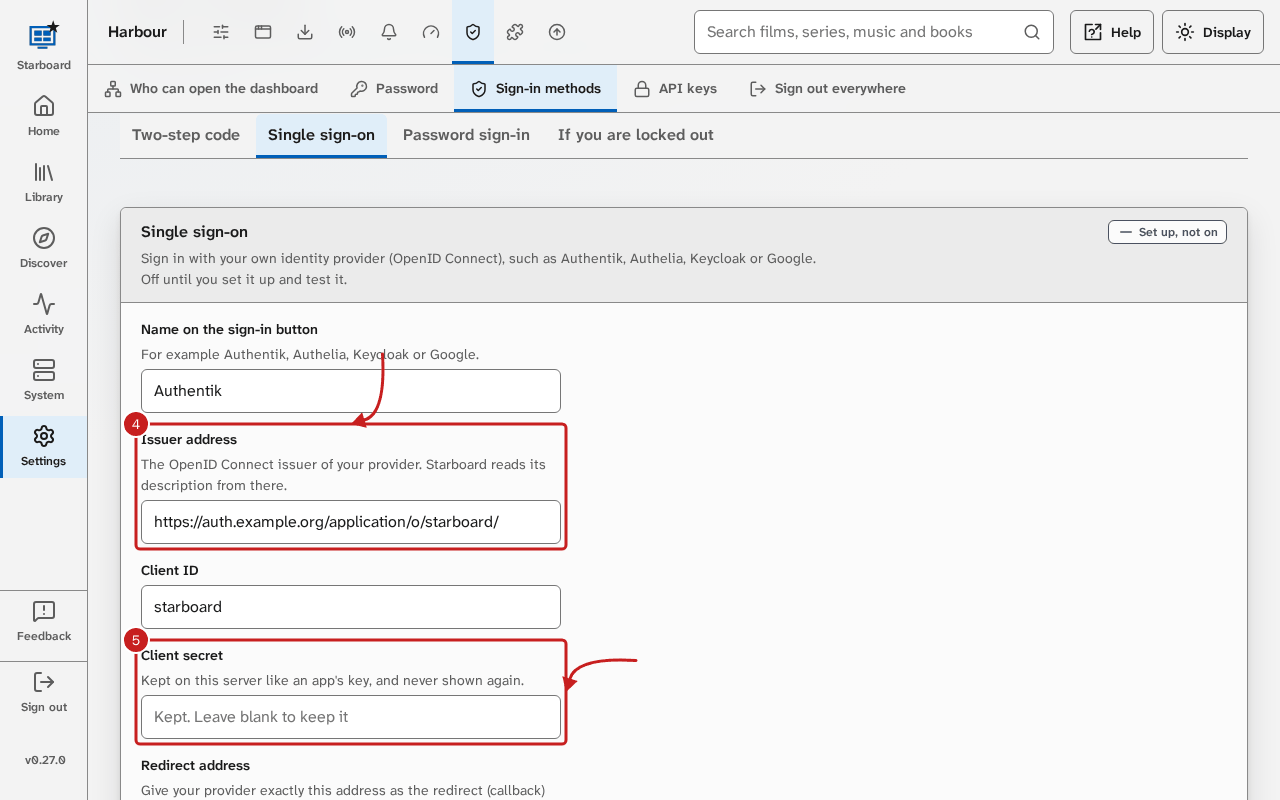 Starboard
Harbour
Search films, series, music and books
Help
Display
Home
Library
Discover
Activity
System
Settings
Feedback
Sign out
v0.27.0
Who can open the dashboard
Password
Sign-in methods
API keys
Sign out everywhere
Two-step code
Single sign-on
Password sign-in
If you are locked out
Single sign-on
Set up, not on
Sign in with your own identity provider (OpenID Connect), such as Authentik, Authelia, Keycloak or Google.
Off until you set it up and test it.
Name on the sign-in button
For example Authentik, Authelia, Keycloak or Google.
Authentik
4
Issuer address
The OpenID Connect issuer of your provider. Starboard reads its
description from there.
https://auth.example.org/application/o/starboard/
Client ID
starboard
5
Client secret
Kept on this server like an app's key, and never shown again.
Kept. Leave blank to keep it
Redirect address
Give your provider exactly this address as the redirect (callback)